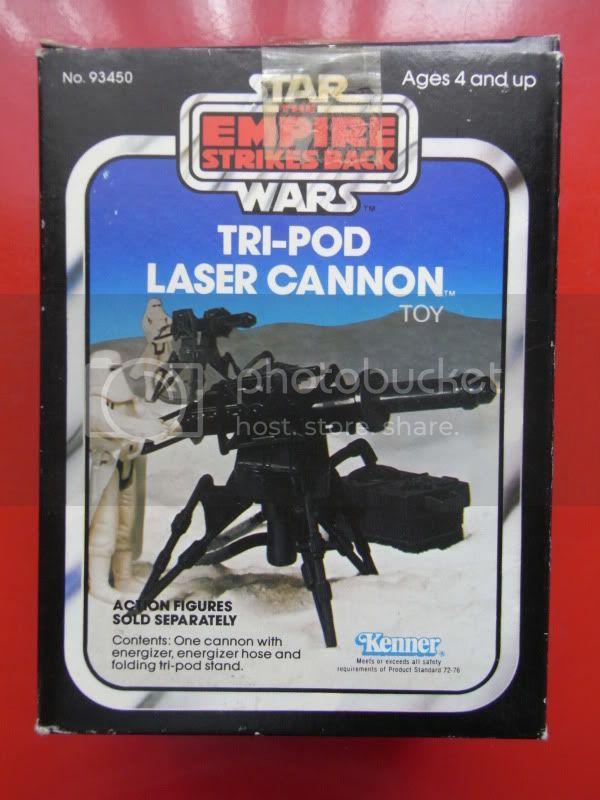 No. 93450
Ages 4 and up
STAR
THE
EMPIRE
STRIKES BACK
WARS TM
TRI-POD
LASER CANNON TM
TOY
photobucket
host. store. share.
ACTION FIGURES
SOLD SEPARATELY
Contents: One cannon with
energizer, energizer hose and
folding tri-pod stand.
Kenner®
Meets or exceeds all safety
requirements of Product Standard 72-76